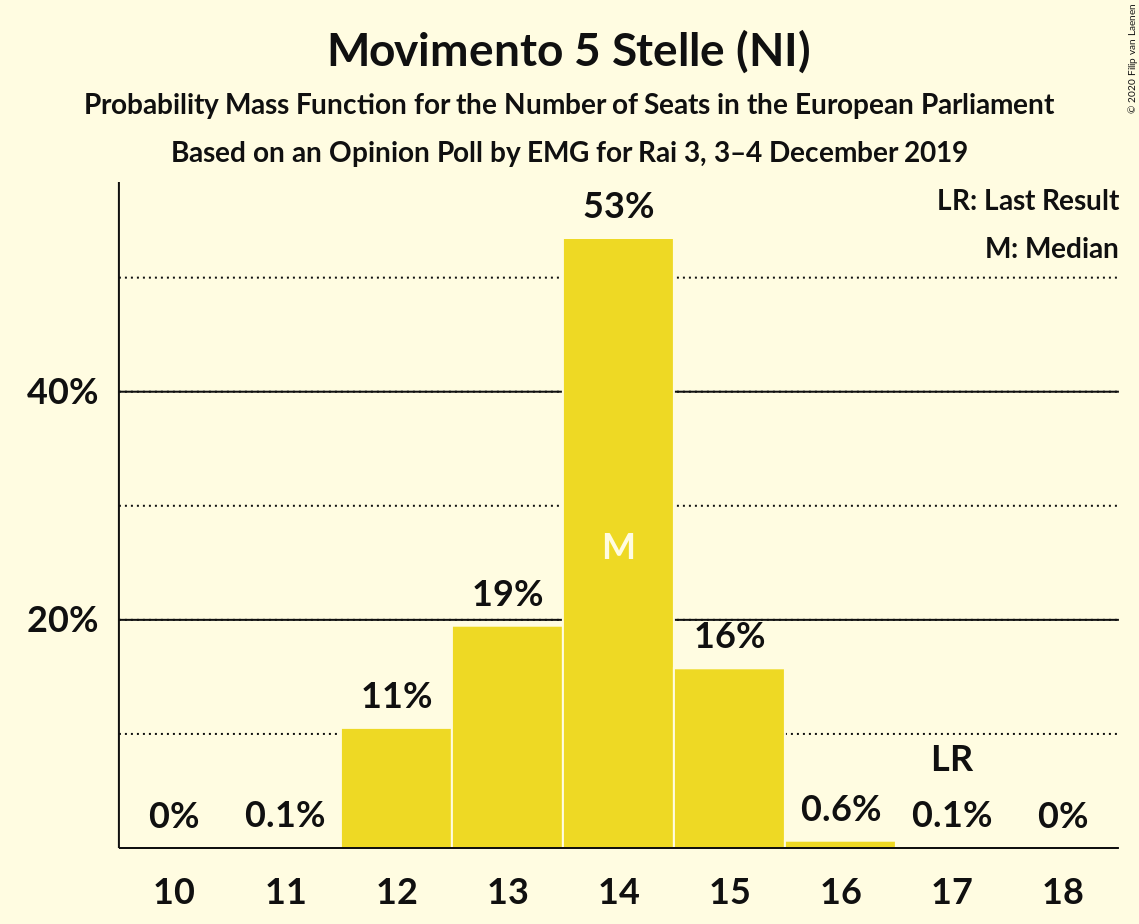 Movimento 5 Stelle (NI)
Probability Mass Function for the Number of Seats in the European Parliament
Based on an Opinion Poll by EMG for Rai 3, 3–4 December 2019
© 2020 Filip van Laenen
LR: Last Result
M: Median
53%
40%
M
19%
20%
16%
11%
LR
0%
0.1%
0.6%
0.1%
0%
10 11 12 13 14 15 16 17 18